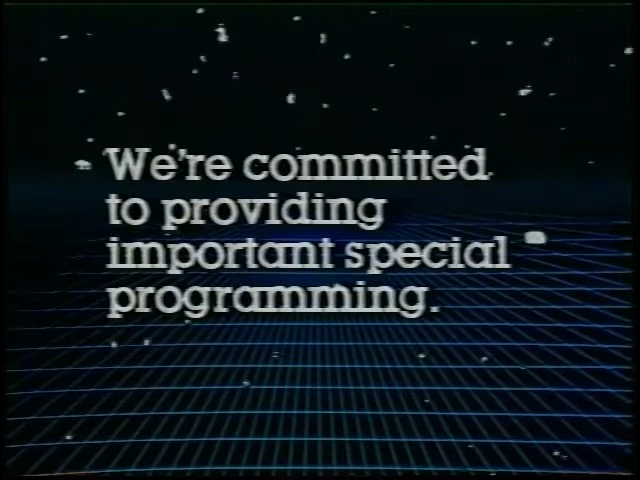 We're committed
to providing
important special
programming.